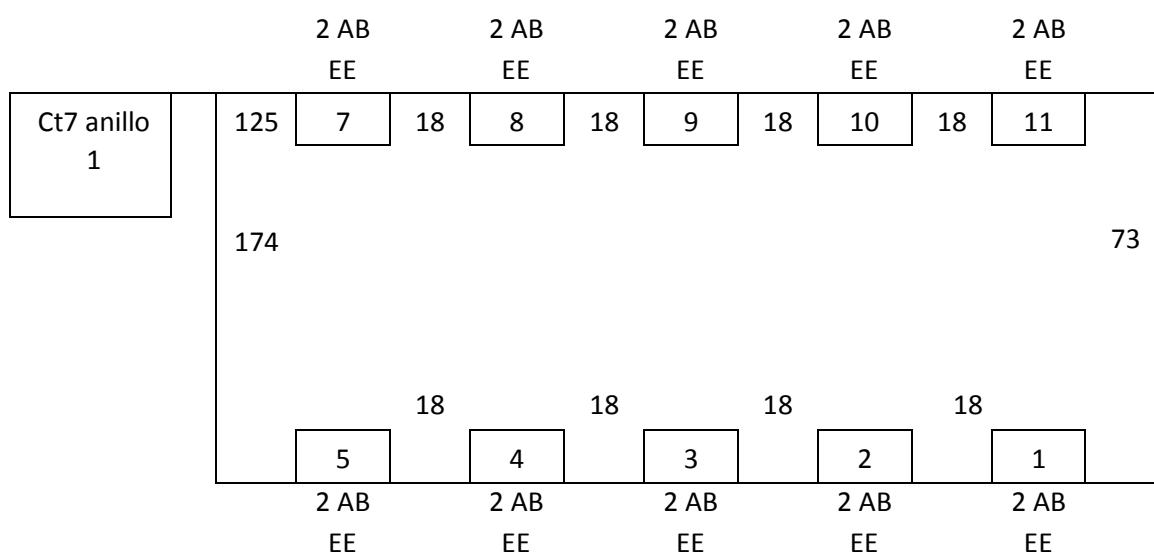 2 AB 2 AB 2 AB 2 AB 2 AB
EE EE EE EE EE
Ct7 anillo 125 7 18 8 18 9 18 10 18 11
1
174 73
18 18 18 18
5 4 3 2 1
2 AB 2 AB 2 AB 2 AB 2 AB
EE EE EE EE EE